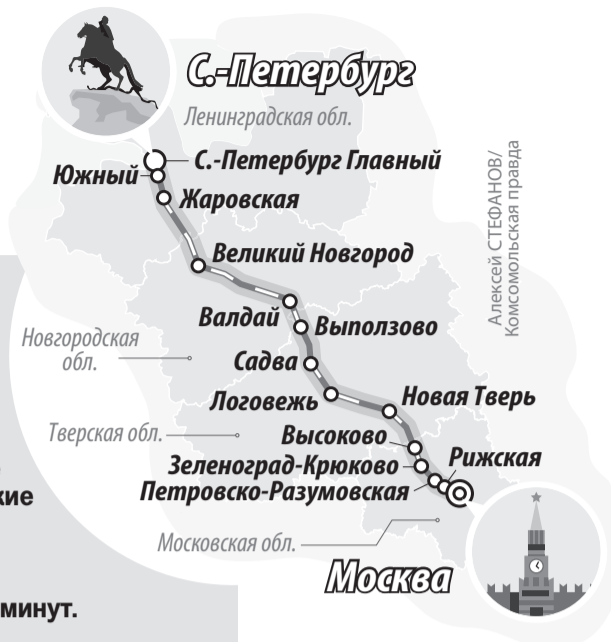 С.-Петербург
Ленинградская обл.
С.-Петербург Главный
Южный
Жаровская
Великий Новгород
Валдай
Выползово
Новгородская
обл.
Садва
Логовежь
Новая Тверь
Тверская обл.
Высоково
Рижская
Зеленоград-Крюково
Петровско-Разумовская
Московская обл.
Москва
Алексей СТЕФАНОВ/
Комсомольская правда
кие
минут.